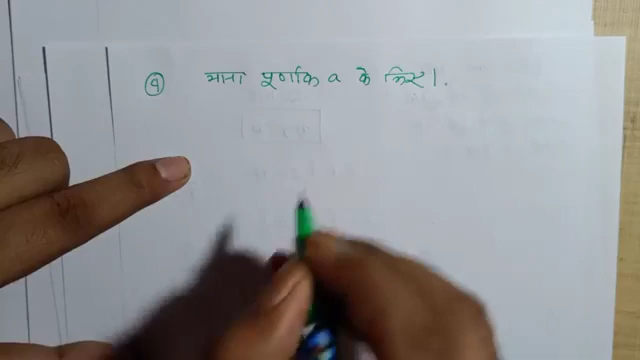 ④ माना पूर्णांक a के लिए ।.